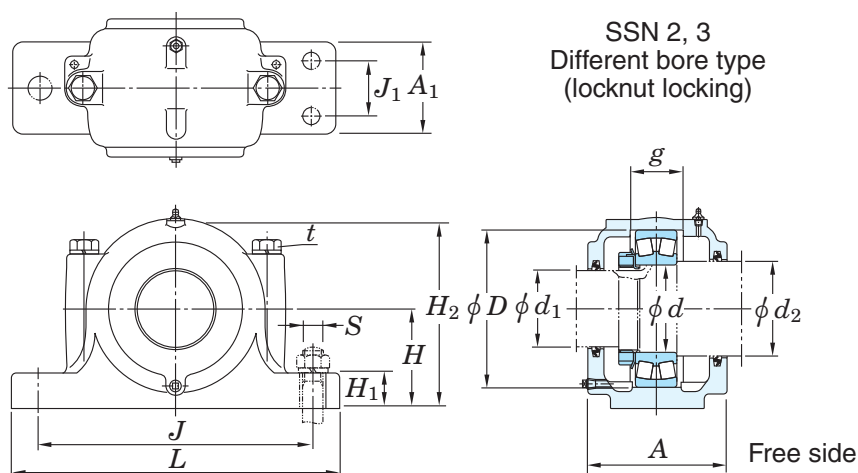 SSN 2, 3
Different bore type
(locknut locking)
J₁ A₁
g
t
H₂ φD φd₁ φd φd₂
S
H
H₁
J
L
A
Free side